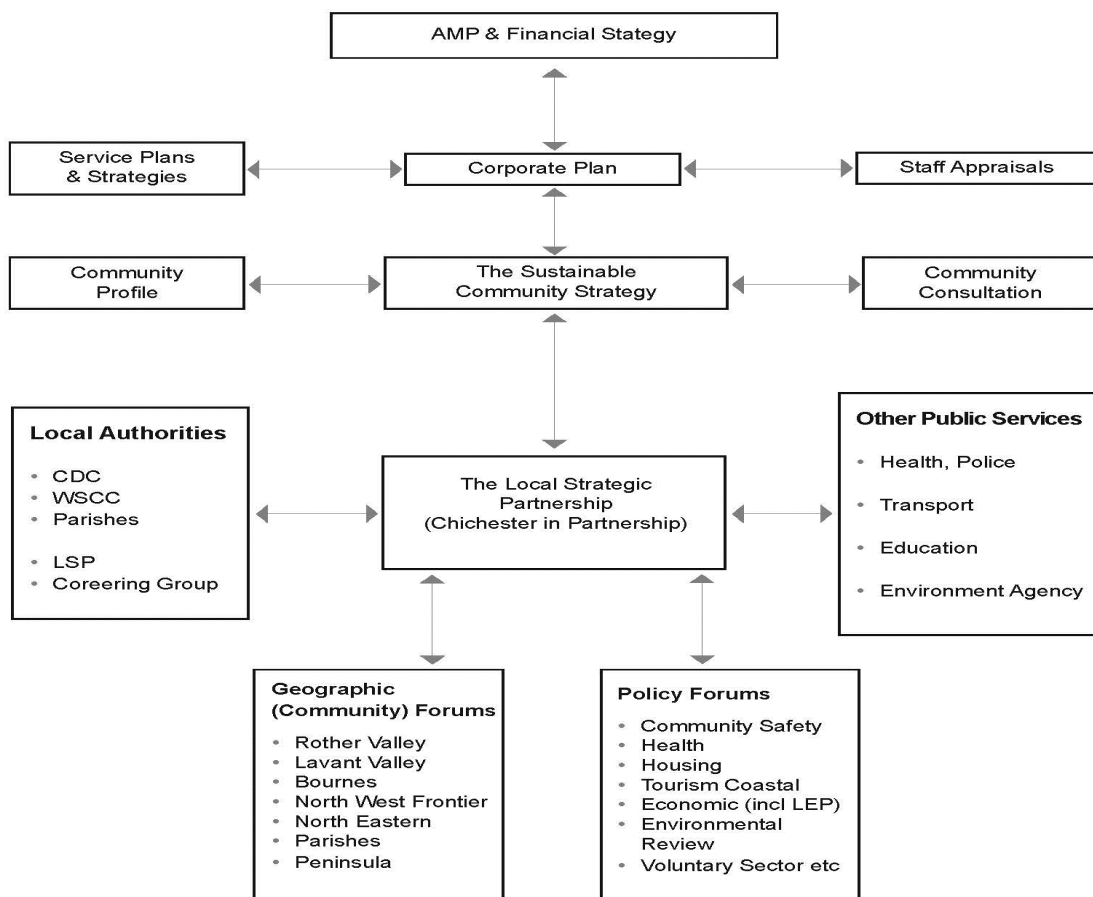 AMP & Financial Stategy
Service Plans
& Strategies
Corporate Plan
Staff Appraisals
Community
Profile
The Sustainable
Community Strategy
Community
Consultation
Local Authorities
• CDC
• WSCC
• Parishes
• LSP
• Coreering Group
The Local Strategic
Partnership
(Chichester in Partnership)
Other Public Services
• Health, Police
• Transport
• Education
• Environment Agency
Geographic
(Community) Forums
• Rother Valley
• Lavant Valley
• Bournes
• North West Frontier
• North Eastern
• Parishes
• Peninsula
Policy Forums
• Community Safety
• Health
• Housing
• Tourism Coastal
• Economic (incl LEP)
• Environmental
Review
• Voluntary Sector etc